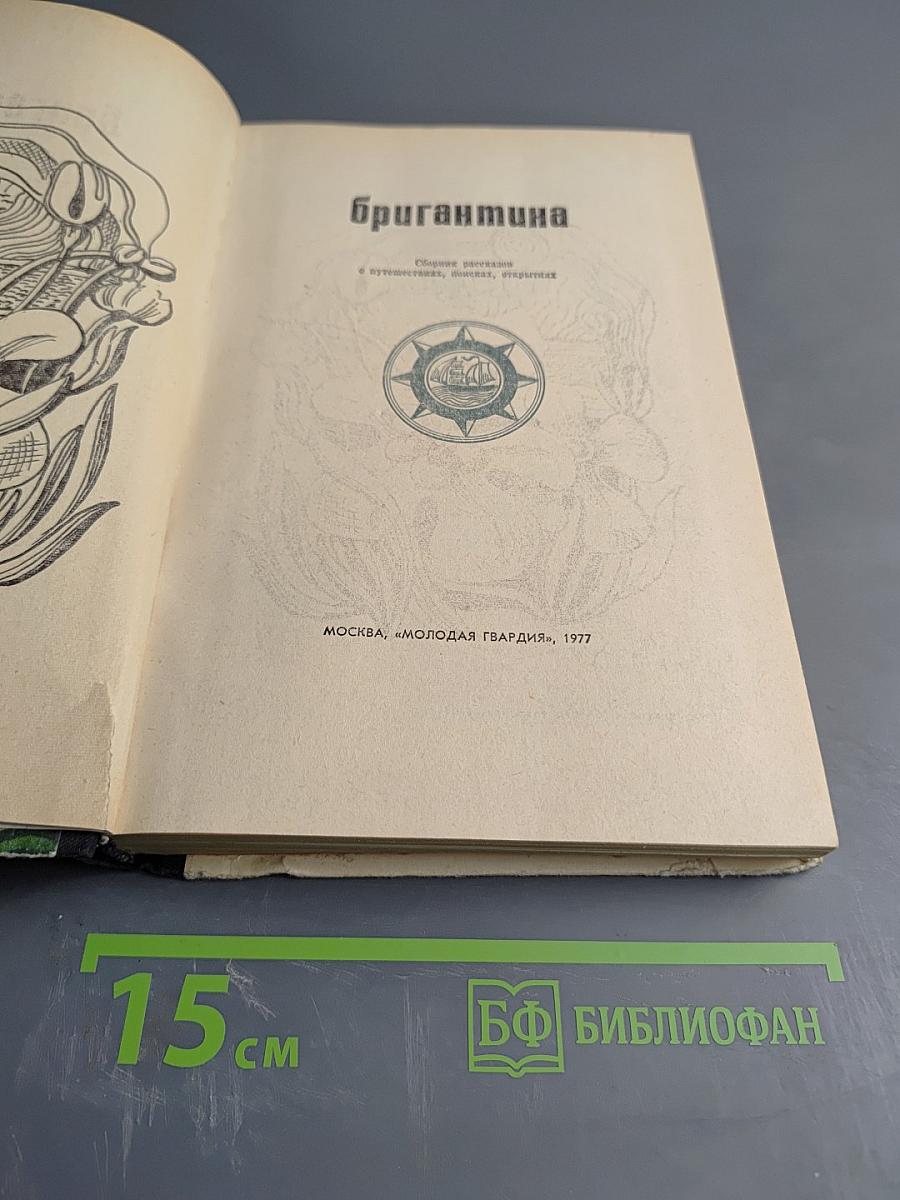 бригантина
Сборник рассказов
о путешествиях, поисках, открытиях
МОСКВА, «МОЛОДАЯ ГВАРДИЯ», 1977
15 см
БФ БИБЛИОФАН